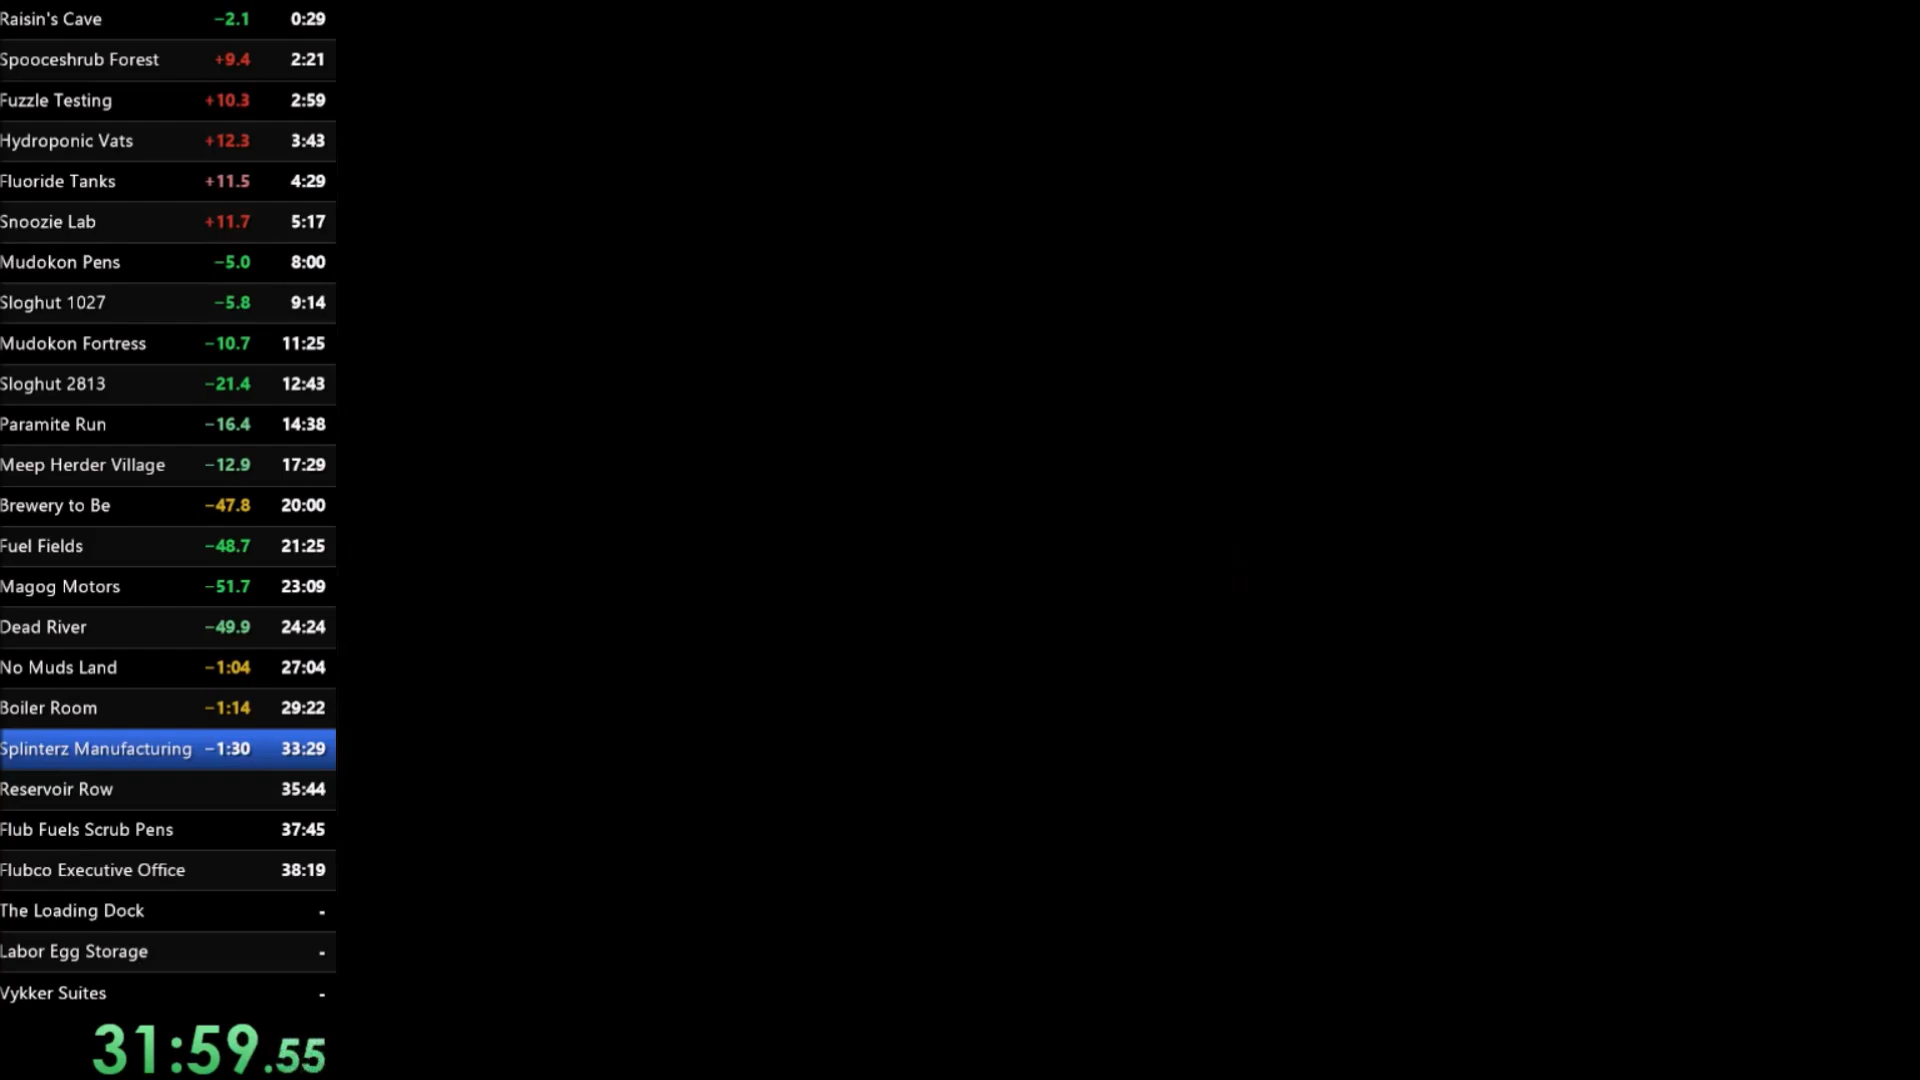 Raisin's Cave −2.1 0:29
Spooceshrub Forest +9.4 2:21
Fuzzle Testing +10.3 2:59
Hydroponic Vats +12.3 3:43
Fluoride Tanks +11.5 4:29
Snoozie Lab +11.7 5:17
Mudokon Pens −5.0 8:00
Sloghut 1027 −5.8 9:14
Mudokon Fortress −10.7 11:25
Sloghut 2813 −21.4 12:43
Paramite Run −16.4 14:38
Meep Herder Village −12.9 17:29
Brewery to Be −47.8 20:00
Fuel Fields −48.7 21:25
Magog Motors −51.7 23:09
Dead River −49.9 24:24
No Muds Land −1:04 27:04
Boiler Room −1:14 29:22
Splinterz Manufacturing −1:30 33:29
Reservoir Row 35:44
Flub Fuels Scrub Pens 37:45
Flubco Executive Office 38:19
The Loading Dock -
Labor Egg Storage -
Vykker Suites -
31:59.55